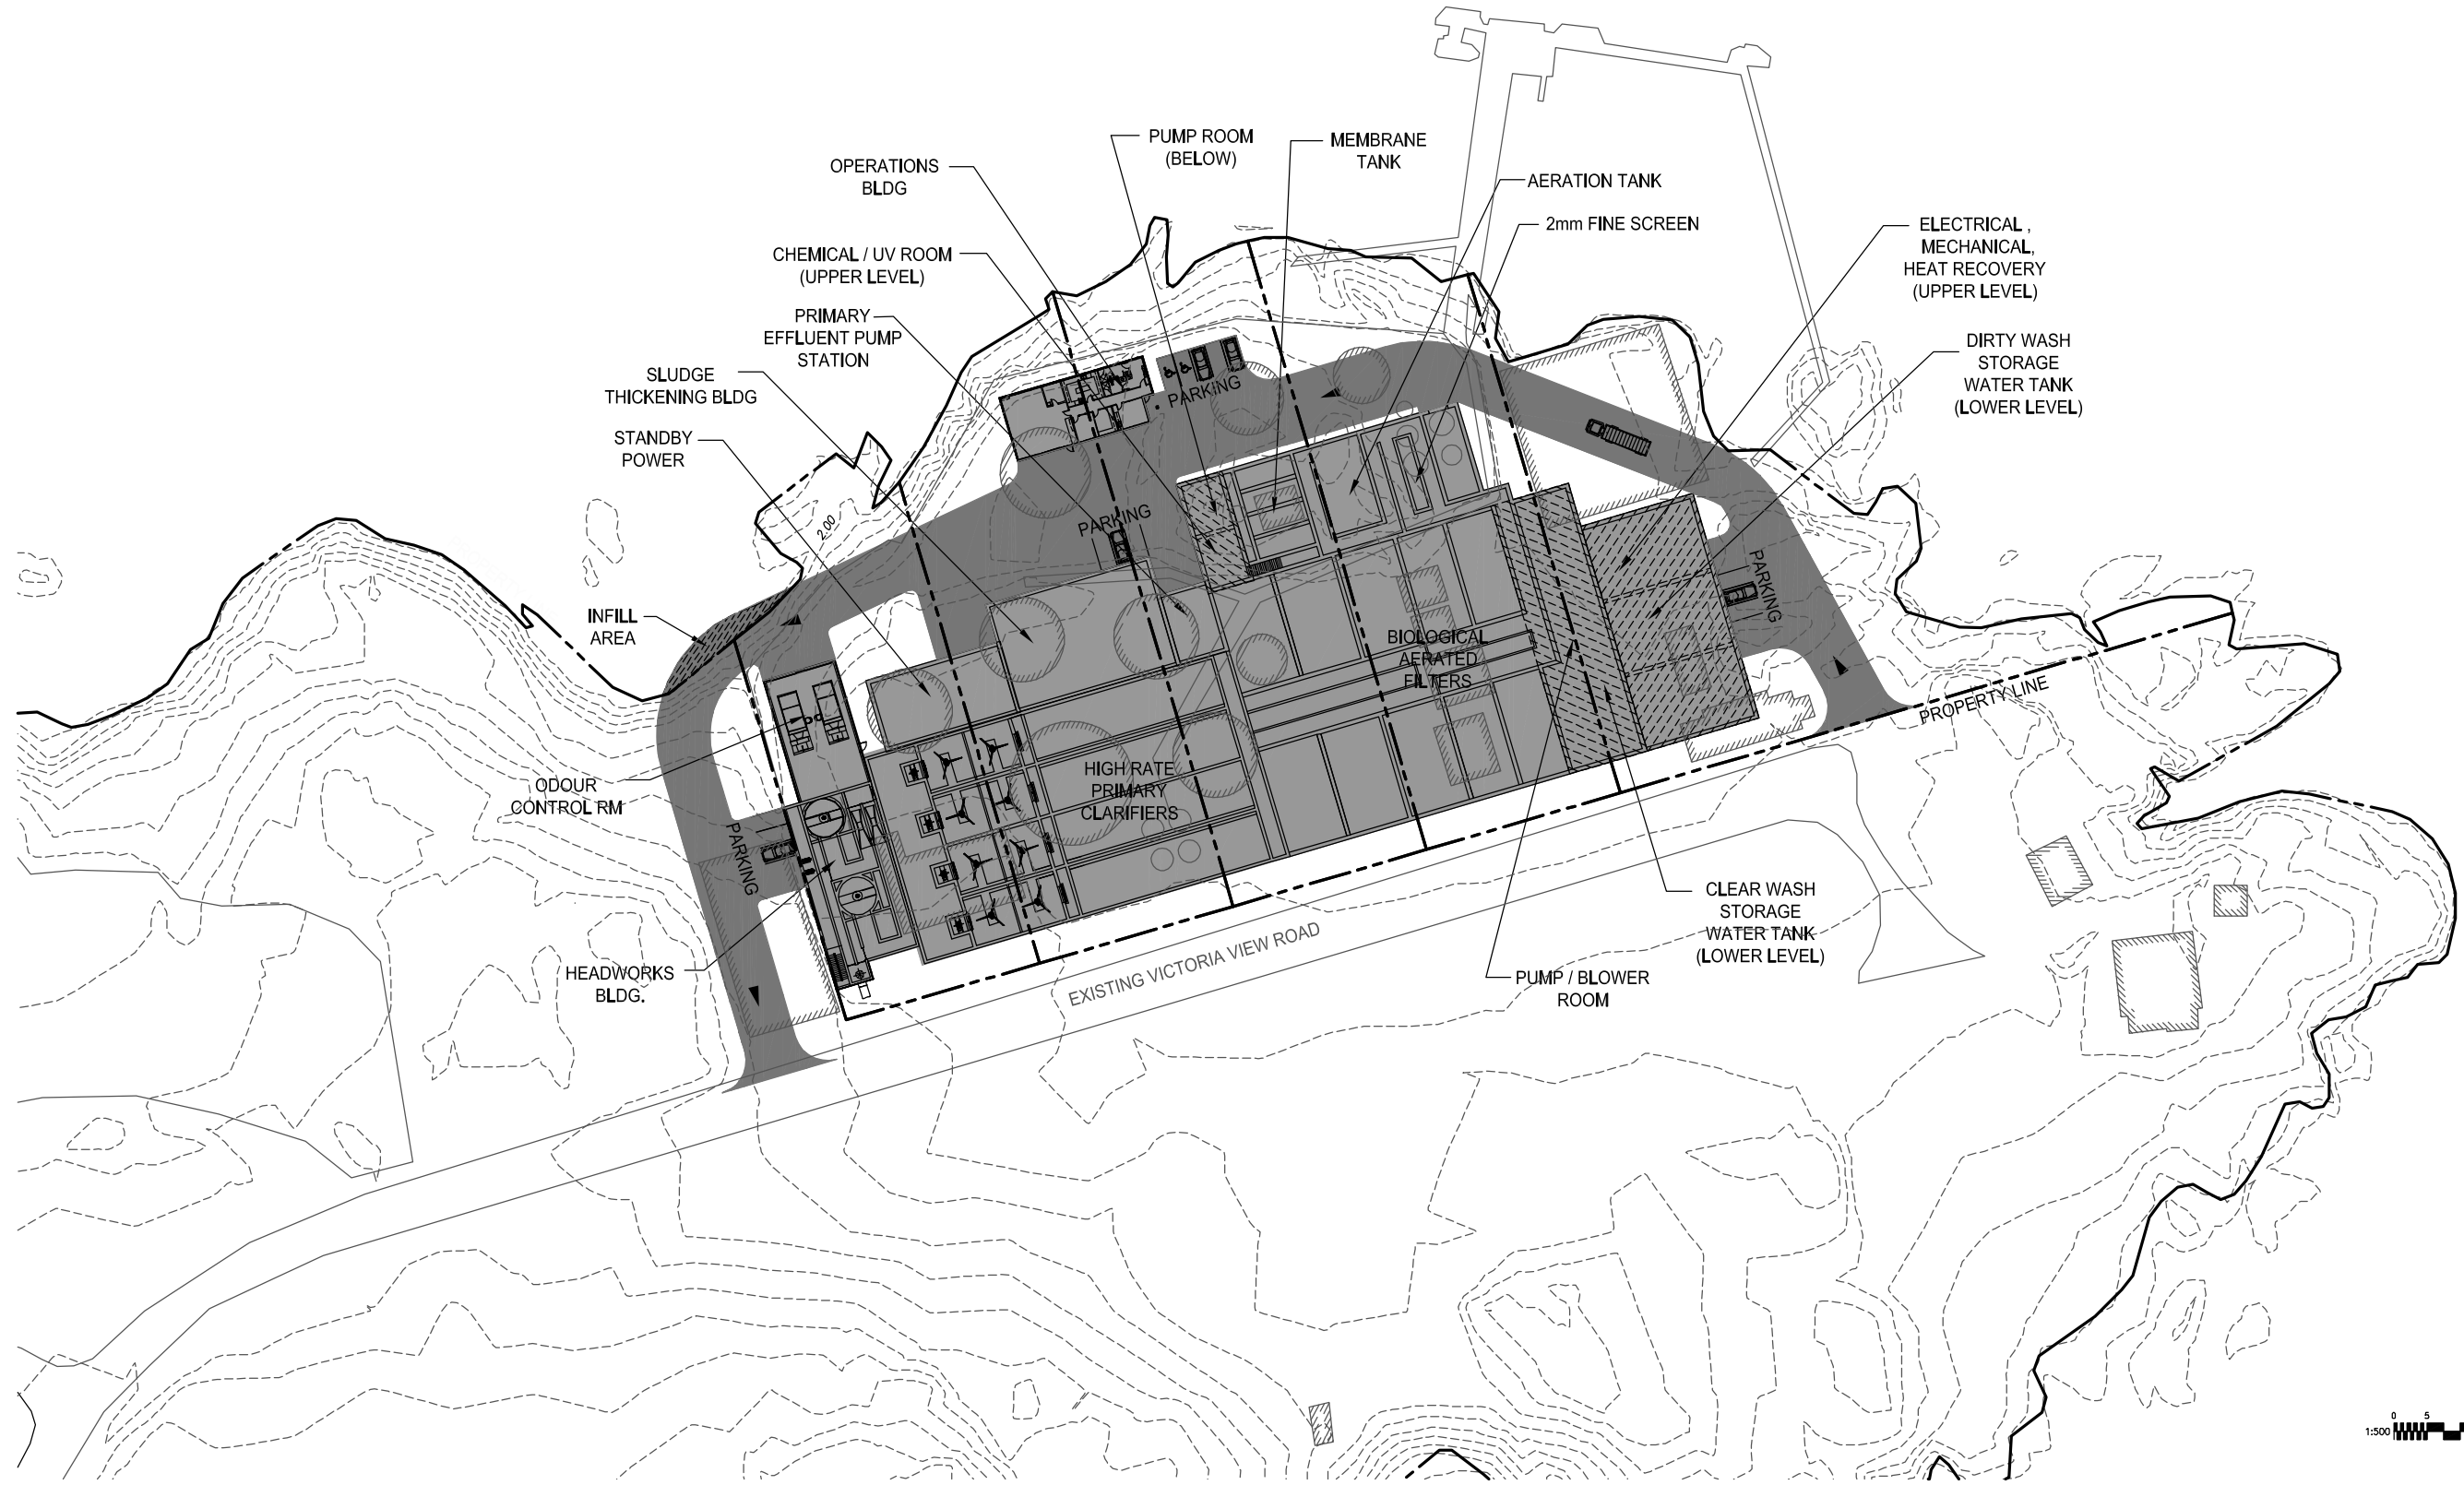 PUMP ROOM
(BELOW)
MEMBRANE
TANK
OPERATIONS
BLDG
AERATION TANK
2mm FINE SCREEN
ELECTRICAL ,
MECHANICAL,
HEAT RECOVERY
(UPPER LEVEL)
CHEMICAL / UV ROOM
(UPPER LEVEL)
PRIMARY
EFFLUENT PUMP
STATION
DIRTY WASH
STORAGE
WATER TANK
(LOWER LEVEL)
SLUDGE
THICKENING BLDG
STANDBY
POWER
PARKING
PARKING
2.00
PARKING
INFILL
AREA
BIOLOGICAL
AERATED
FILTERS
PROPERTY LINE
ODOUR
CONTROL RM
HIGH RATE
PRIMARY
CLARIFIERS
PARKING
CLEAR WASH
STORAGE
WATER TANK
(LOWER LEVEL)
HEADWORKS
BLDG.
EXISTING VICTORIA VIEW ROAD
PUMP / BLOWER
ROOM
0 5
1:500